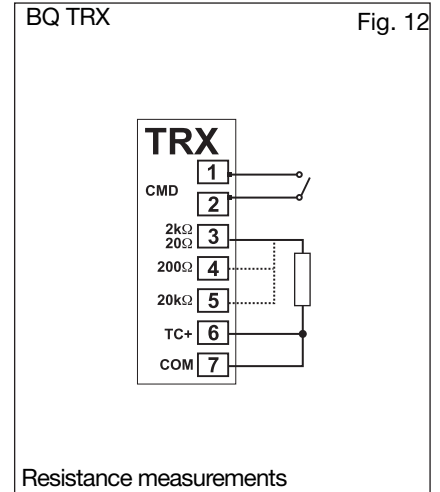 BQ TRX
Fig. 12
TRX
1
CMD
2
2kΩ
20Ω
3
200Ω 4
20kΩ 5
TC+ 6
COM 7
Resistance measurements